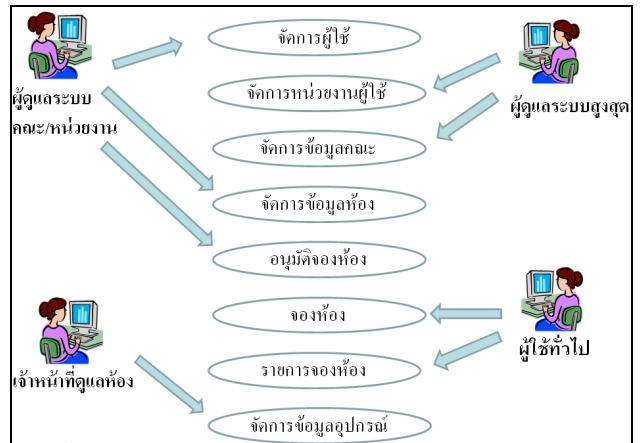 จัดการผู้ใช้
จัดการหน่วยงานผู้ใช้
จัดการข้อมูลคณะ
จัดการข้อมูลห้อง
อนุมัติจองห้อง
จองห้อง
รายการจองห้อง
จัดการข้อมูลอุปกรณ์
ผู้ดูแลระบบ
คณะ/หน่วยงาน
ผู้ดูแลระบบสูงสุด
เจ้าหน้าที่ดูแลห้อง
ผู้ใช้ทั่วไป